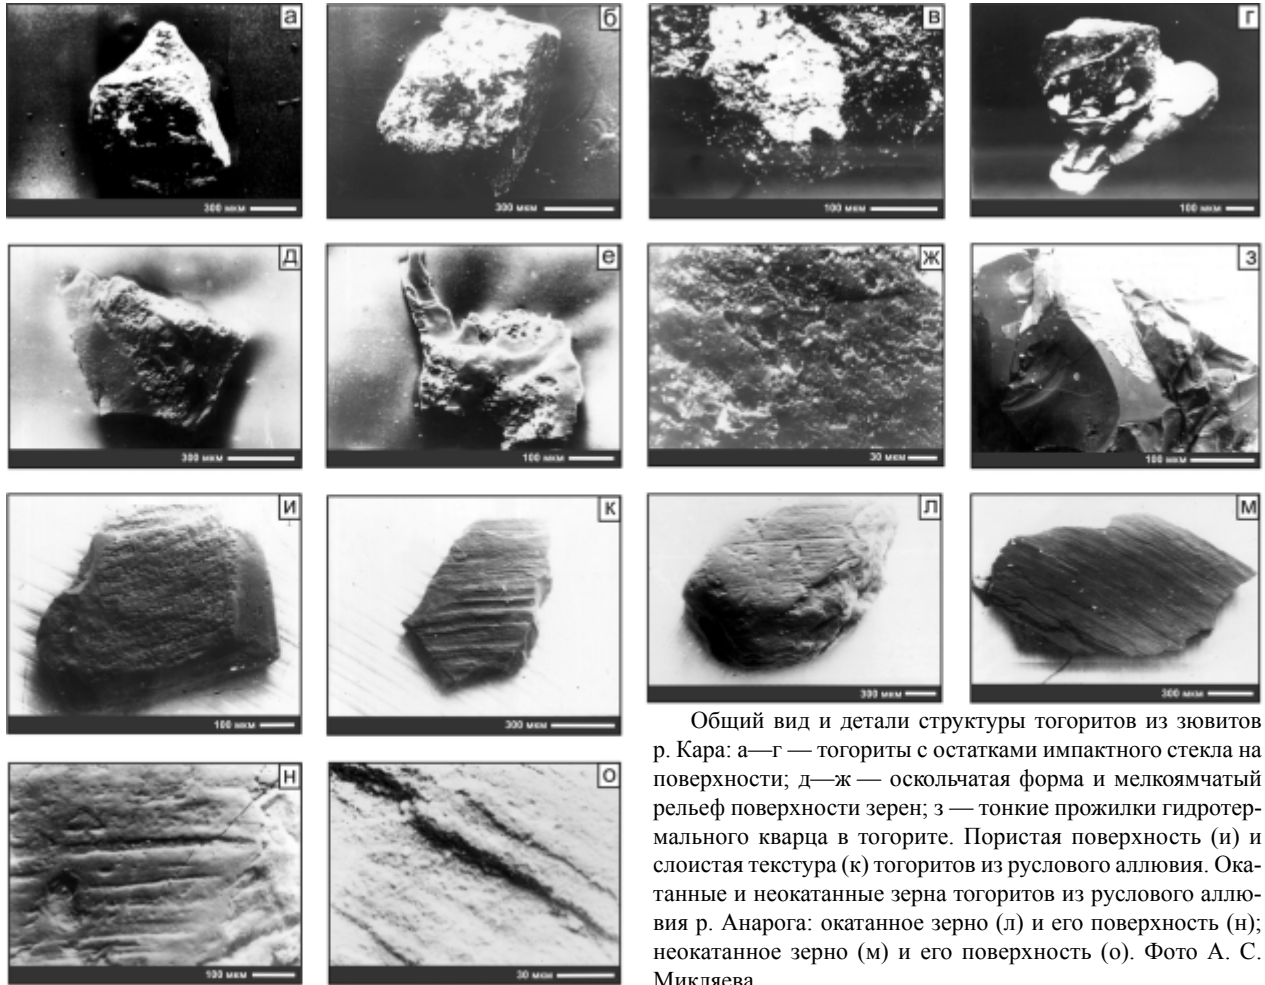 а
б
в
г
300 мкм
300 мкм
100 мкм
100 мкм
д
е
ж
з
300 мкм
100 мкм
30 мкм
100 мкм
и
к
л
м
100 мкм
300 мкм
300 мкм
300 мкм
н
о
100 мкм
30 мкм
Общий вид и детали структуры тогоритов из зювитов
р. Кара: а—г — тогориты с остатками импактного стекла на
поверхности; д—ж — оскольчатая форма и мелкоямчатый
рельеф поверхности зерен; з — тонкие прожилки гидротер-
мального кварца в тогорите. Пористая поверхность (и) и
слоистая текстура (к) тогоритов из руслового аллювия. Ока-
танные и неокатанные зерна тогоритов из руслового аллю-
вия р. Анарога: окатанное зерно (л) и его поверхность (н);
неокатанное зерно (м) и его поверхность (о). Фото А. С.
Микляева